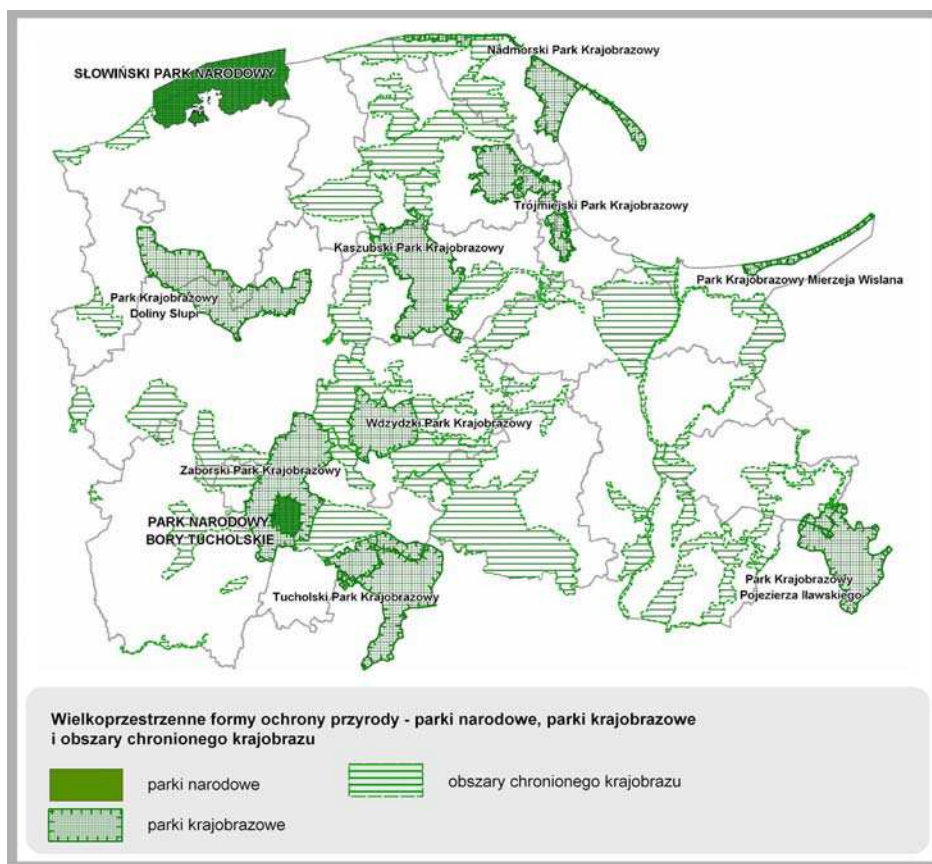 Nadmorski Park Krajobrazowy
SŁOWIŃSKI PARK NARODOWY
Trójmiejski Park Krajobrazowy
Kaszubski Park Krajobrazowy
Park Krajobrazowy Mierzeja Wislana
Park Krajobrazowy
Doliny Słupi
Wdzydzki Park Krajobrazowy
Zaborski Park Krajobrazowy
PARK NARODOWY
BORY TUCHOLSKIE
Park Krajobrazowy
Pojezierza Iławskiego
Tucholski Park Krajobrazowy
Wielkoprzestrzenne formy ochrony przyrody - parki narodowe, parki krajobrazowe
i obszary chronionego krajobrazu
parki narodowe
obszary chronionego krajobrazu
parki krajobrazowe